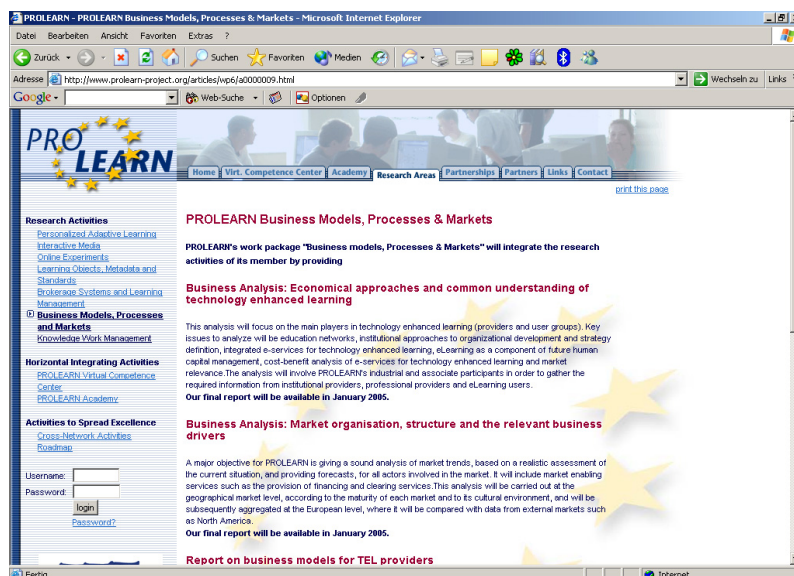 PROLEARN - PROLEARN Business Models, Processes & Markets - Microsoft Internet Explorer
Datei Bearbeiten Ansicht Favoriten Extras ?
Zurück Suchen Favoriten Medien
Adresse http://www.prolearn-project.org/articles/wp6/a0000009.html Wechseln zu Links
Google Web-Suche Optionen
PRO
LEARN
Home Virt. Competence Center Academy Research Areas Partnerships Partners Links Contact
print this page
Research Activities
Personalized Adaptive Learning
Interactive Media
Online Experiments
Learning Objects, Metadata and
Standards
Brokerage Systems and Learning
Management
Business Models, Processes
and Markets
Knowledge Work Management
Horizontal Integrating Activities
PROLEARN Virtual Competence
Center
PROLEARN Academy
Activities to Spread Excellence
Cross-Network Activities
Roadmap
Username:
Password:
login
Password?
PROLEARN Business Models, Processes & Markets
PROLEARN's work package "Business models, Processes & Markets" will integrate the research
activities of its member by providing
Business Analysis: Economical approaches and common understanding of
technology enhanced learning
This analysis will focus on the main players in technology enhanced learning (providers and user groups). Key
issues to analyze will be education networks, institutional approaches to organizational development and strategy
definition, integrated e-services for technology enhanced learning, eLearning as a component of future human
capital management, cost-benefit analysis of e-services for technology enhanced learning and market
relevance.The analysis will involve PROLEARN's industrial and associate participants in order to gather the
required information from institutional providers, professional providers and eLearning users.
Our final report will be available in January 2005.
Business Analysis: Market organisation, structure and the relevant business
drivers
A major objective for PROLEARN is giving a sound analysis of market trends, based on a realistic assessment of
the current situation, and providing forecasts, for all actors involved in the market. It will include market enabling
services such as the provision of financing and clearing services.This analysis will be carried out at the
geographical market level, according to the maturity of each market and to its cultural environment, and will be
subsequently aggregated at the European level, where it will be compared with data from external markets such
as North America.
Our final report will be available in January 2005.
Report on business models for TEL providers
Fertig Internet